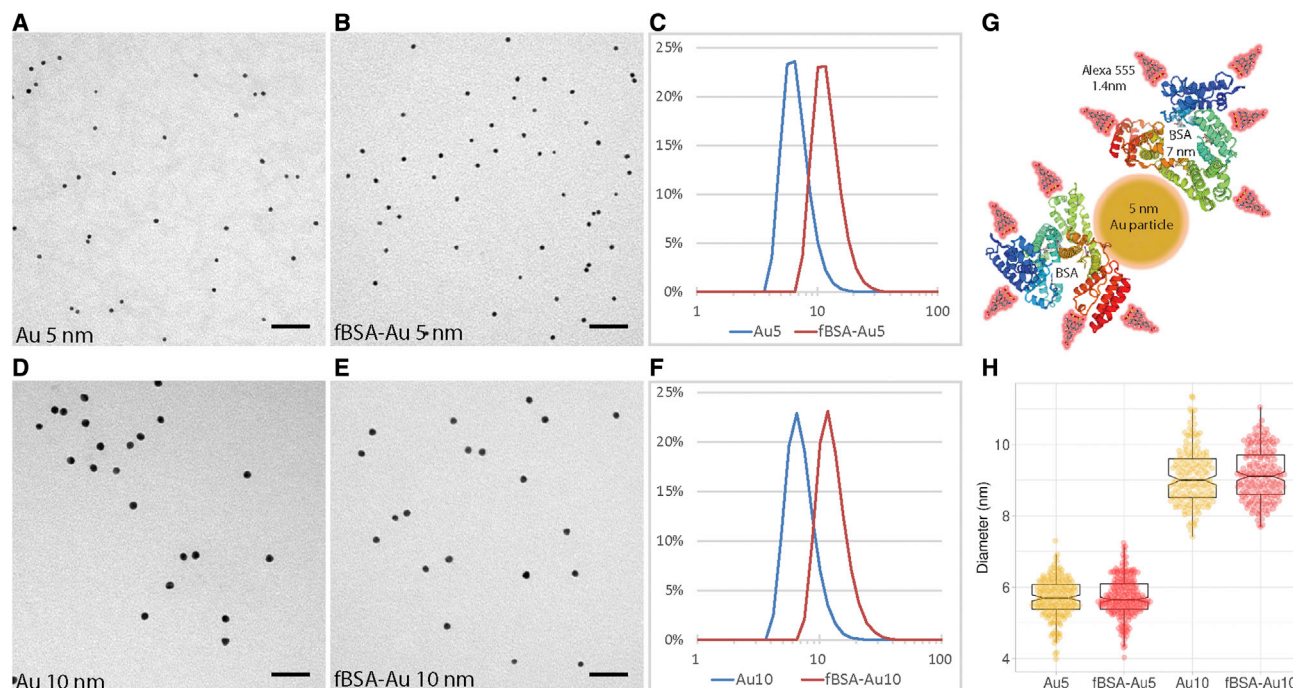 A
Au 5 nm
B
fBSA-Au 5 nm
C
25%
20%
15%
10%
5%
0%
1
10
100
Au5
fBSA-Au5
G
Alexa 555
1.4nm
BSA
7 nm
5 nm
Au particle
BSA
D
Au 10 nm
E
fBSA-Au 10 nm
F
25%
20%
15%
10%
5%
0%
1
10
100
Au10
fBSA-Au10
H
Diameter (nm)
10
8
6
4
Au5
fBSA-Au5
Au10
fBSA-Au10